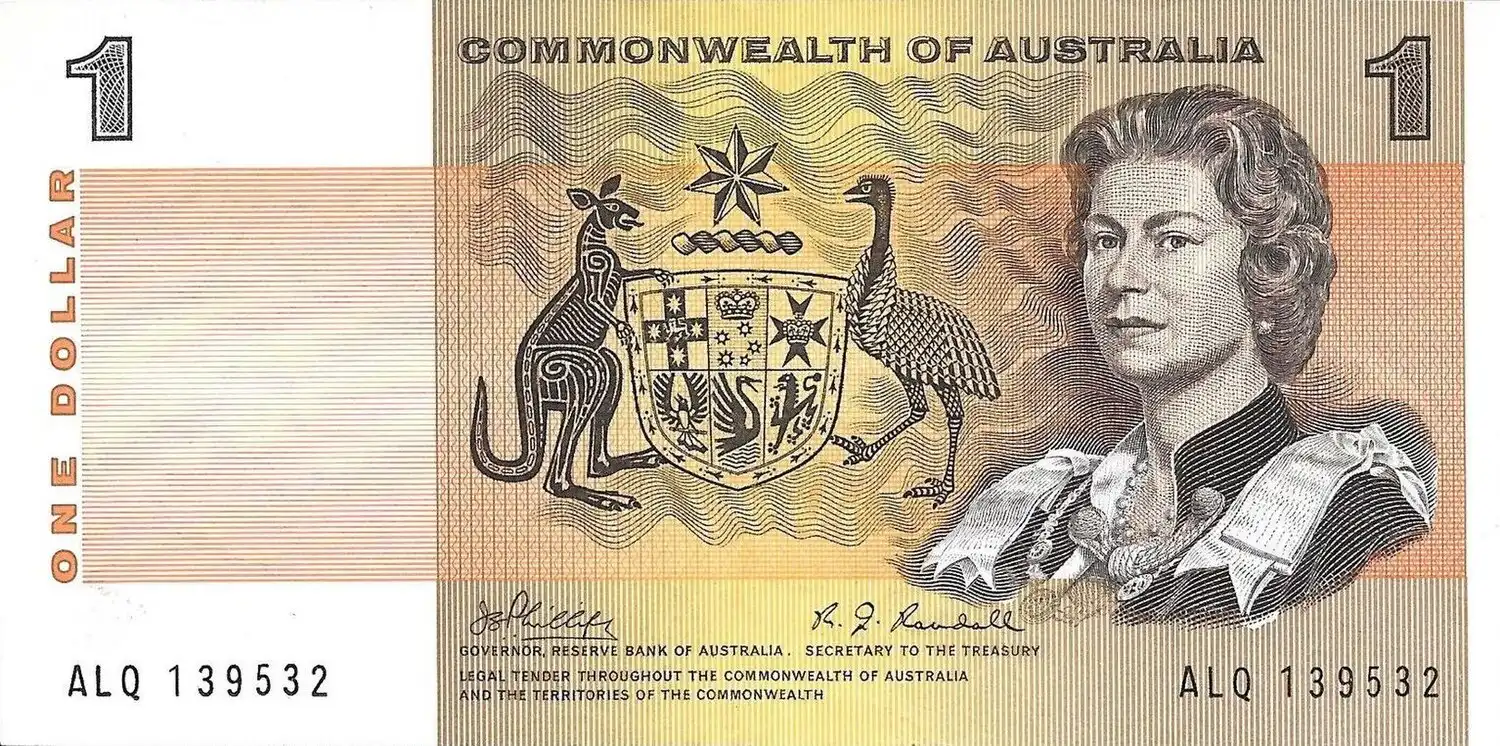 1
COMMONWEALTH OF AUSTRALIA
1
ONE DOLLAR
R. J. Randall
GOVERNOR, RESERVE BANK OF AUSTRALIA. SECRETARY TO THE TREASURY
LEGAL TENDER THROUGHOUT THE COMMONWEALTH OF AUSTRALIA
AND THE TERRITORIES OF THE COMMONWEALTH
ALQ 139532
ALQ 139532